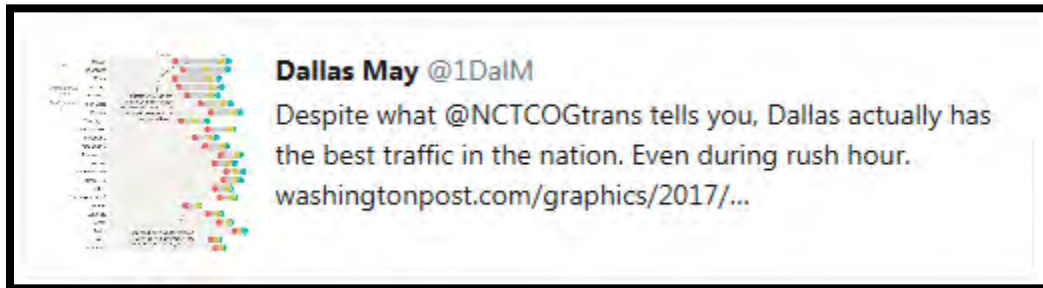 Dallas May @1DalM
Despite what @NCTCOGtrans tells you, Dallas actually has
the best traffic in the nation. Even during rush hour.
washingtonpost.com/graphics/2017/...